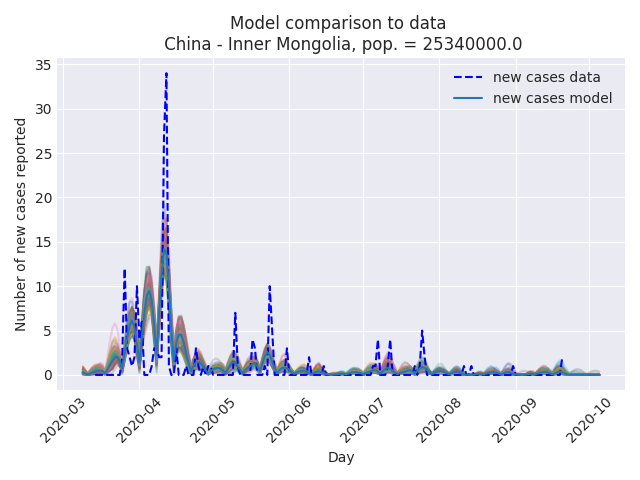 Model comparison to data
China - Inner Mongolia, pop. = 25340000.0
new cases data
new cases model
Number of new cases reported
35
30
25
20
15
10
5
0
2020-03
2020-04
2020-05
2020-06
2020-07
2020-08
2020-09
2020-10
Day